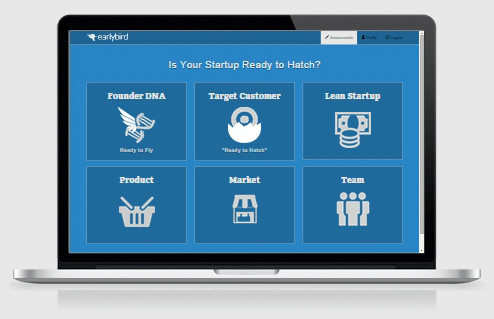 earlybird
Assessments Profile Logout
Is Your Startup Ready to Hatch?
Founder DNA
Ready to Fly
Target Customer
"Ready to Hatch"
Lean Startup
Product
Market
Team